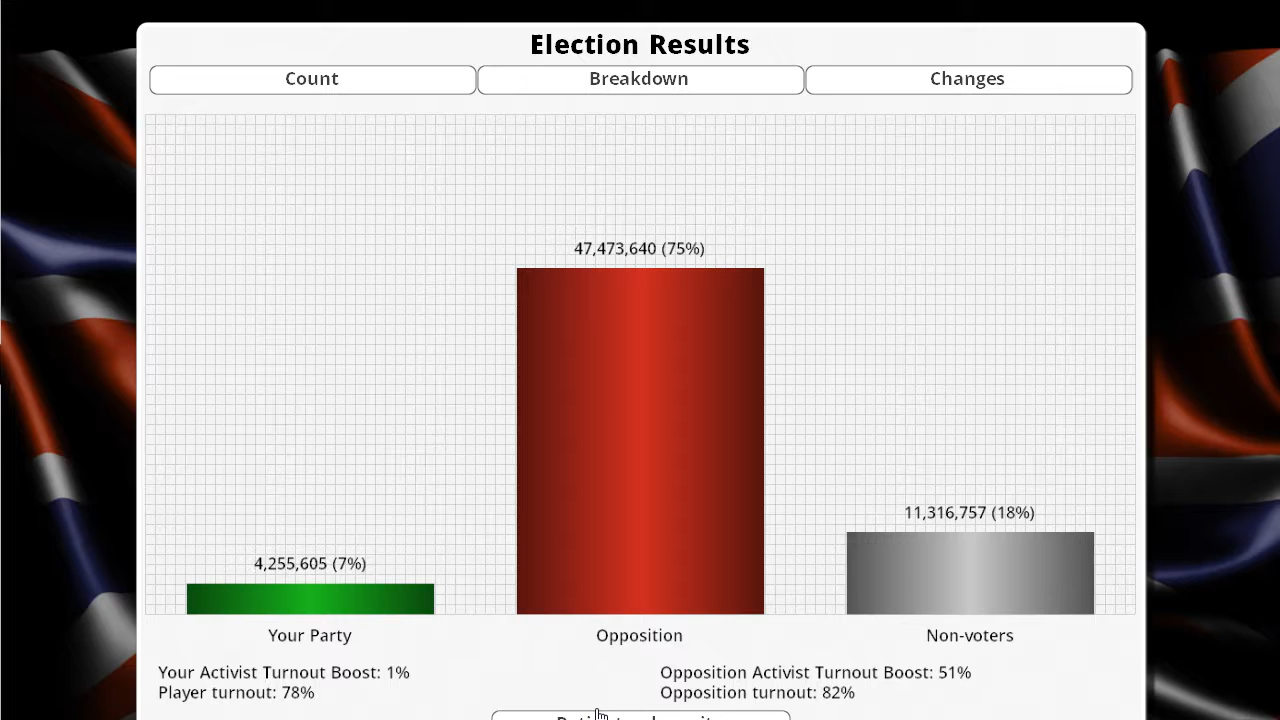 Election Results
Count
Breakdown
Changes
47,473,640 (75%)
11,316,757 (18%)
4,255,605 (7%)
Your Party
Opposition
Non-voters
Your Activist Turnout Boost: 1%
Opposition Activist Turnout Boost: 51%
Player turnout: 78%
Opposition turnout: 82%